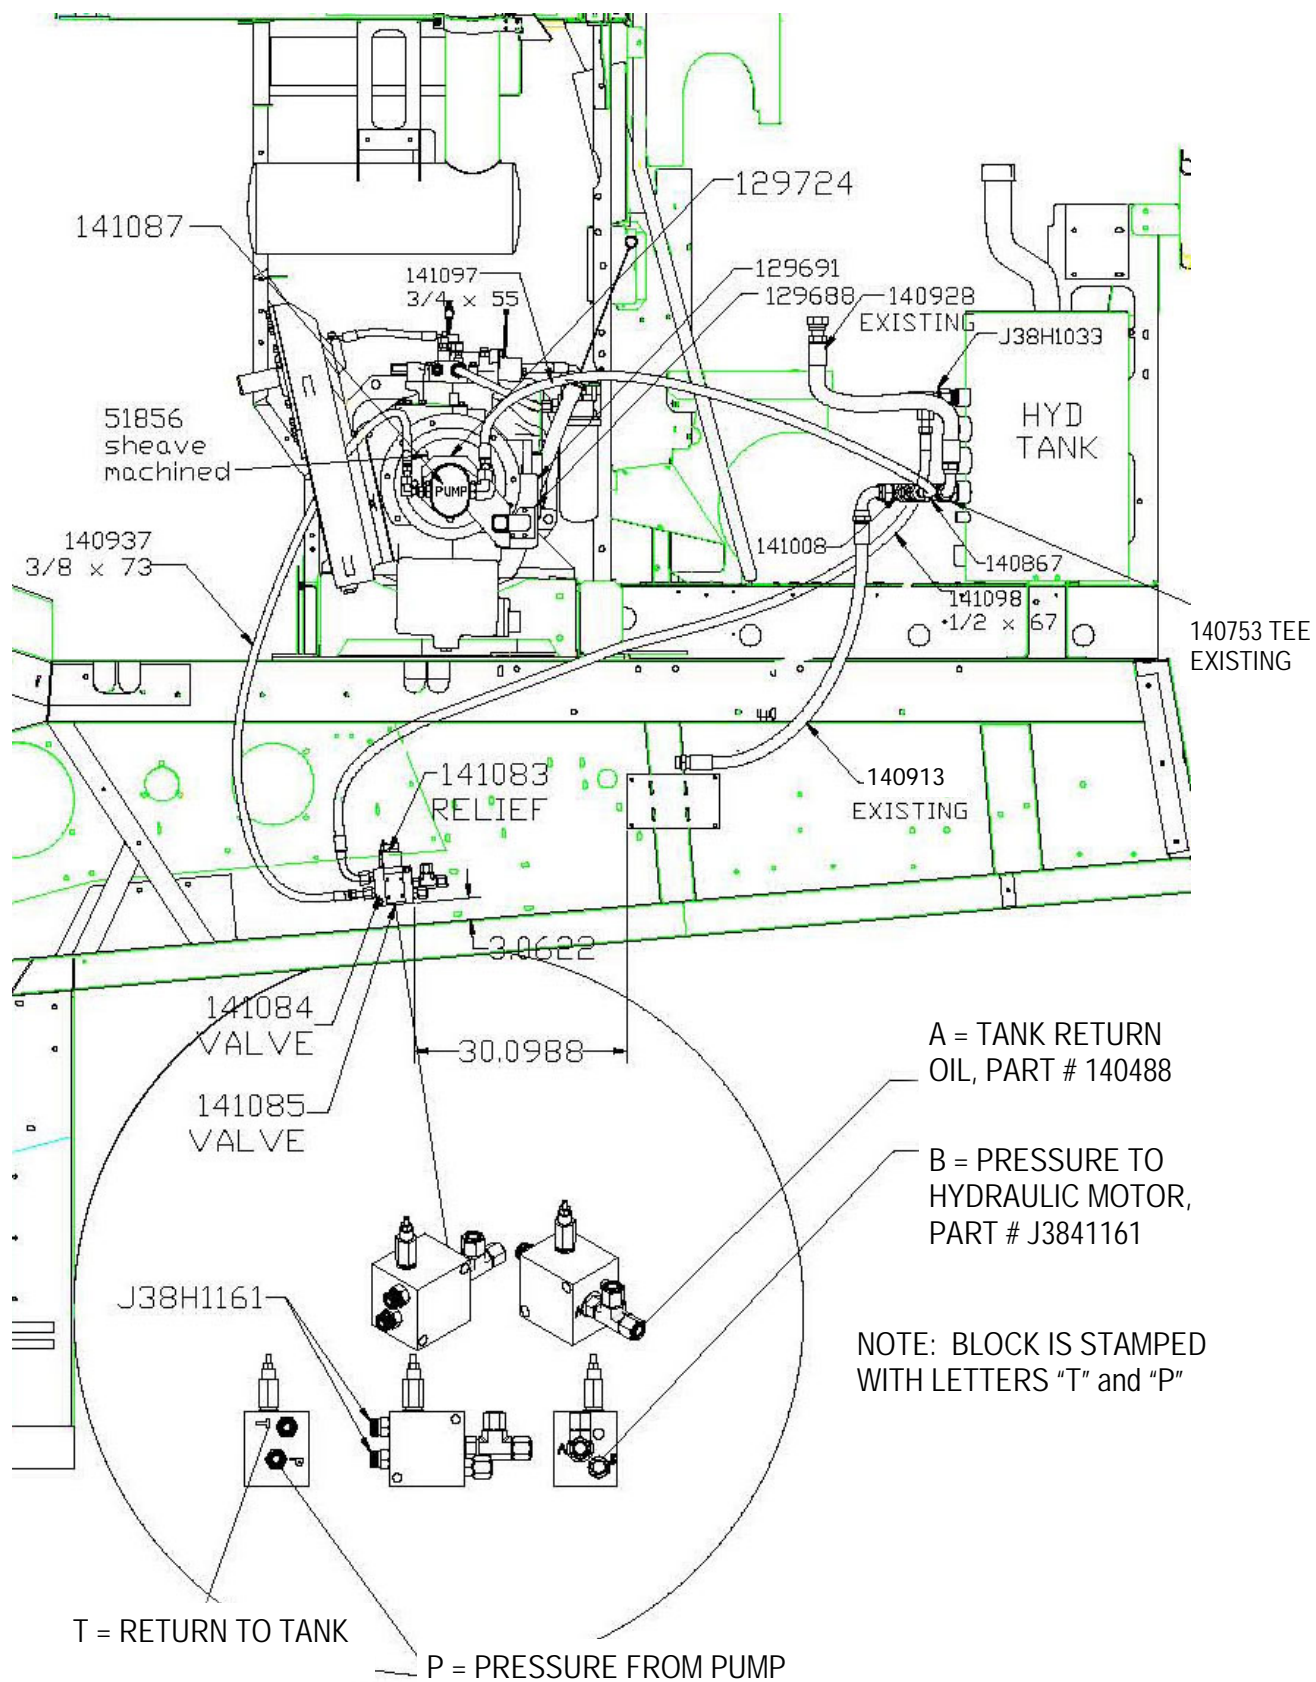 129724
141087
141097
3/4 x 55
129691
129688
140928
EXISTING
J38H1033
HYD
TANK
51856
sheave
machined
PUMP
140937
3/8 x 73
141008
140867
141098
1/2 x 67
140753 TEE
EXISTING
141083
RELIEF
140913
EXISTING
3.0622
141084
VALVE
30.0988
141085
VALVE
A = TANK RETURN
OIL, PART # 140488
B = PRESSURE TO
HYDRAULIC MOTOR,
PART # J3841161
J38H1161
NOTE: BLOCK IS STAMPED
WITH LETTERS “T” and “P”
A
T
P
A
B
T = RETURN TO TANK
P = PRESSURE FROM PUMP